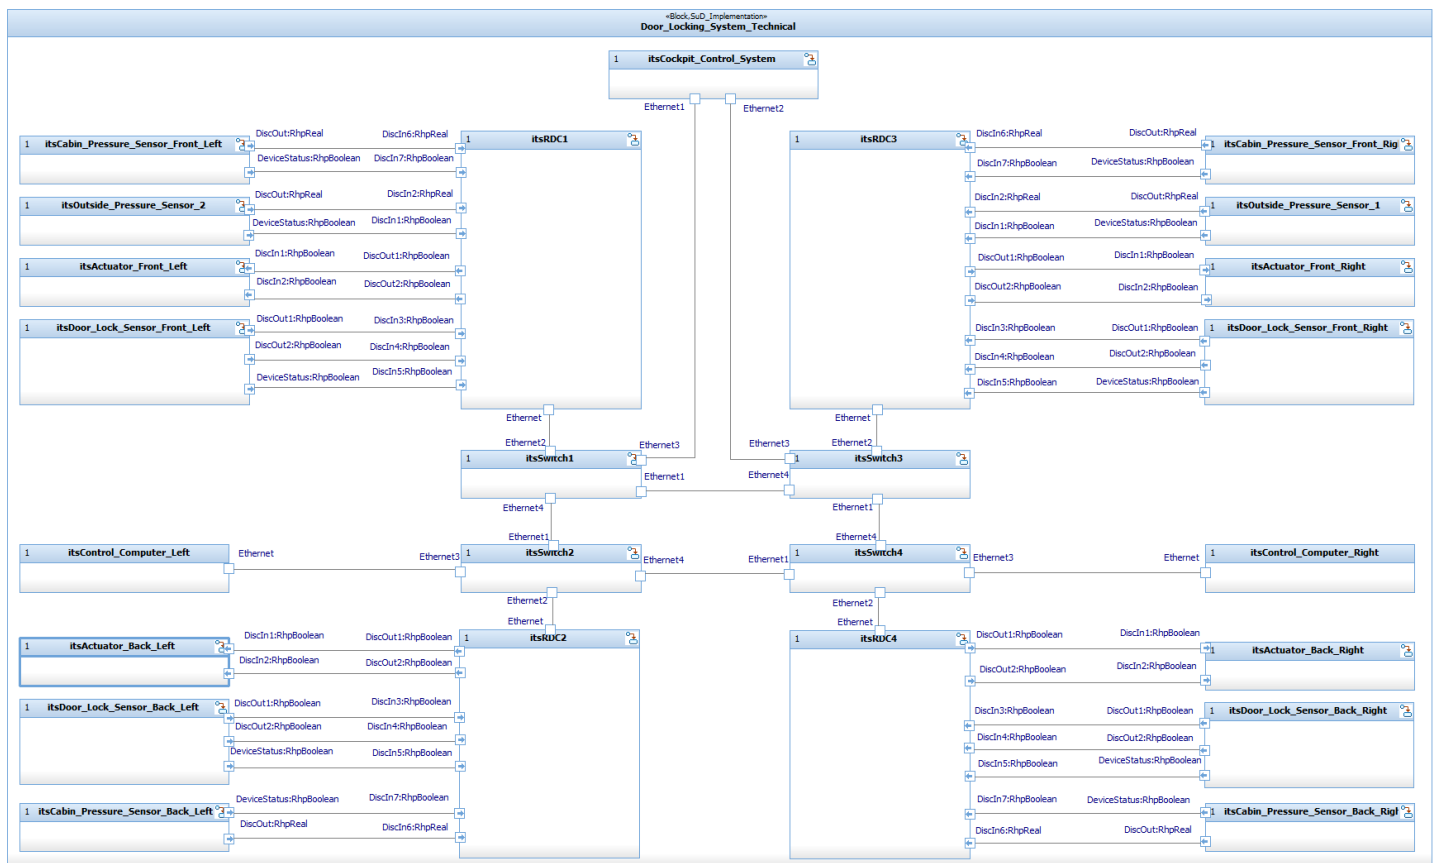 «Block,SuD_Implementation»
Door_Locking_System_Technical
1 itsCockpit_Control_System
Ethernet1 Ethernet2
1 itsCabin_Pressure_Sensor_Front_Left
DiscOut:RhpReal DiscIn6:RhpReal
DeviceStatus:RhpBoolean DiscIn7:RhpBoolean
1 itsRDC1
1 itsRDC3
DiscIn6:RhpReal DiscOut:RhpReal
DiscIn7:RhpBoolean DeviceStatus:RhpBoolean
1 itsCabin_Pressure_Sensor_Front_Rig
1 itsOutside_Pressure_Sensor_2
DiscOut:RhpReal DiscIn2:RhpReal
DeviceStatus:RhpBoolean DiscIn1:RhpBoolean
DiscIn2:RhpReal DiscOut:RhpReal
DiscIn1:RhpBoolean DeviceStatus:RhpBoolean
1 itsOutside_Pressure_Sensor_1
1 itsActuator_Front_Left
DiscIn1:RhpBoolean DiscOut1:RhpBoolean
DiscIn2:RhpBoolean DiscOut2:RhpBoolean
DiscOut1:RhpBoolean DiscIn1:RhpBoolean
DiscOut2:RhpBoolean DiscIn2:RhpBoolean
1 itsActuator_Front_Right
1 itsDoor_Lock_Sensor_Front_Left
DiscOut1:RhpBoolean DiscIn3:RhpBoolean
DiscOut2:RhpBoolean DiscIn4:RhpBoolean
DeviceStatus:RhpBoolean DiscIn5:RhpBoolean
DiscIn3:RhpBoolean DiscOut1:RhpBoolean
DiscIn4:RhpBoolean DiscOut2:RhpBoolean
DiscIn5:RhpBoolean DeviceStatus:RhpBoolean
1 itsDoor_Lock_Sensor_Front_Right
Ethernet Ethernet
Ethernet2 Ethernet3 Ethernet3 Ethernet2
1 itsSwitch1 1 itsSwitch3
Ethernet1 Ethernet4
Ethernet4 Ethernet1
Ethernet1 Ethernet4
1 itsControl_Computer_Left
Ethernet Ethernet3
1 itsSwitch2
Ethernet4 Ethernet1
1 itsSwitch4
Ethernet3 Ethernet
1 itsControl_Computer_Right
Ethernet2 Ethernet2
Ethernet Ethernet
1 itsActuator_Back_Left
DiscIn1:RhpBoolean DiscOut1:RhpBoolean
DiscIn2:RhpBoolean DiscOut2:RhpBoolean
1 itsRDC2
1 itsRDC4
DiscOut1:RhpBoolean DiscIn1:RhpBoolean
DiscOut2:RhpBoolean DiscIn2:RhpBoolean
1 itsActuator_Back_Right
1 itsDoor_Lock_Sensor_Back_Left
DiscOut1:RhpBoolean DiscIn3:RhpBoolean
DiscOut2:RhpBoolean DiscIn4:RhpBoolean
DeviceStatus:RhpBoolean DiscIn5:RhpBoolean
DiscIn3:RhpBoolean DiscOut1:RhpBoolean
DiscIn4:RhpBoolean DiscOut2:RhpBoolean
DiscIn5:RhpBoolean DeviceStatus:RhpBoolean
1 itsDoor_Lock_Sensor_Back_Right
1 itsCabin_Pressure_Sensor_Back_Left
DeviceStatus:RhpBoolean DiscIn7:RhpBoolean
DiscOut:RhpReal DiscIn6:RhpReal
DiscIn7:RhpBoolean DeviceStatus:RhpBoolean
DiscIn6:RhpReal DiscOut:RhpReal
1 itsCabin_Pressure_Sensor_Back_Righ